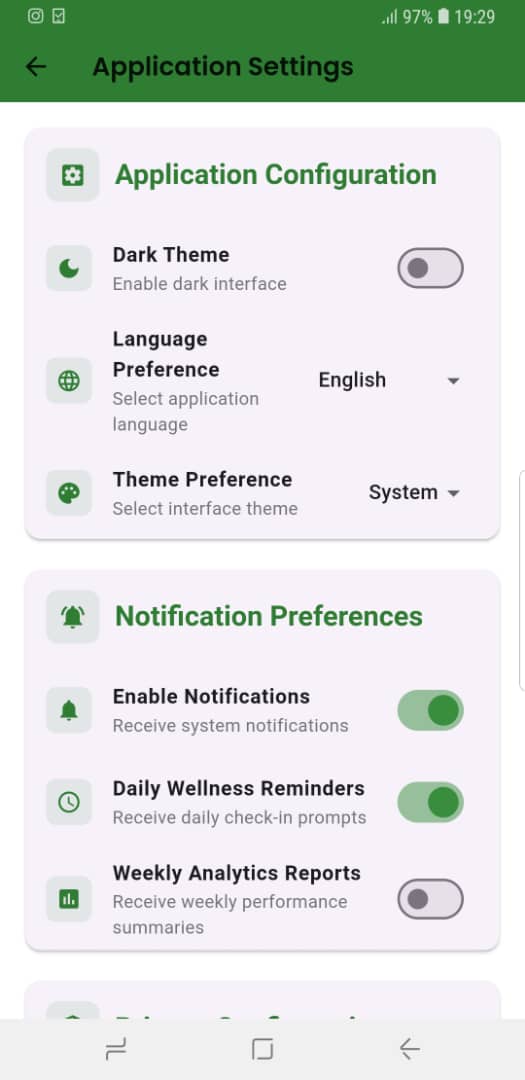 97% 19:29
Application Settings
Application Configuration
Dark Theme
Enable dark interface
Language
Preference
Select application
language
English
Theme Preference
Select interface theme
System
Notification Preferences
Enable Notifications
Receive system notifications
Daily Wellness Reminders
Receive daily check-in prompts
Weekly Analytics Reports
Receive weekly performance
summaries